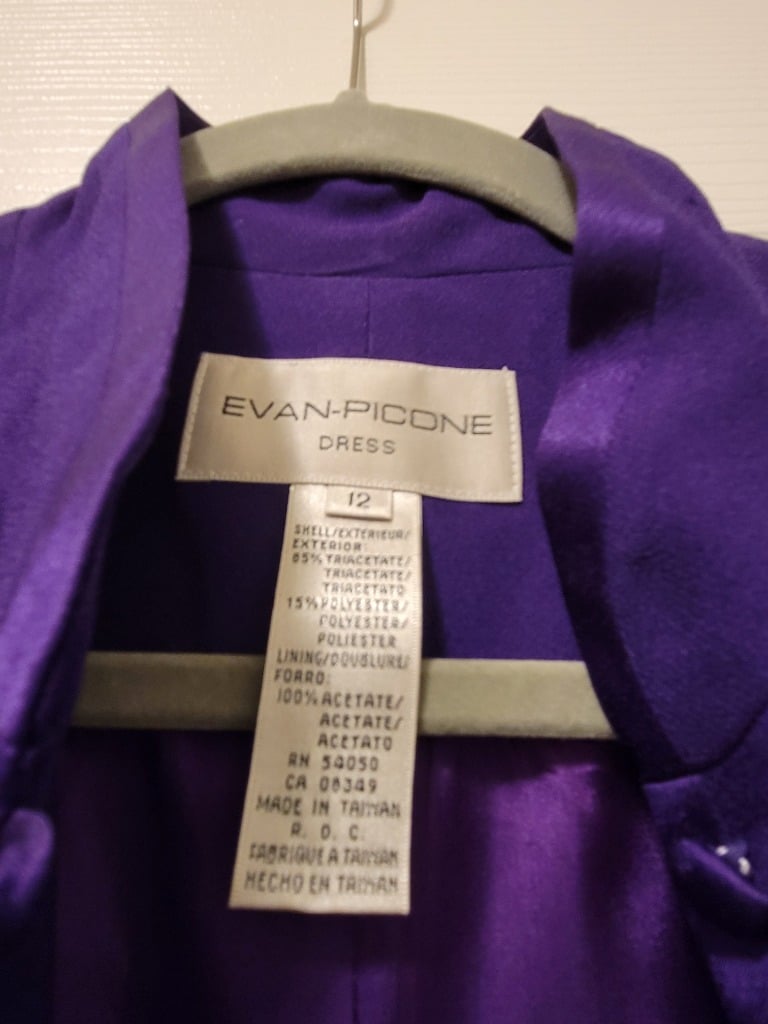 EVAN-PICONE
DRESS
12
SHELL/EXTERIEUR/
EXTERIOR:
85% TRIACETATE/
TRIACETATE/
TRIACETATO
15% POLYESTER/
POLYESTER/
POLIESTER
LINING/DOUBLURE/
FORRO:
100% ACETATE/
ACETATE/
ACETATO
RN 54050
CA 08349
MADE IN TAIWAN
R. O. C.
FABRIQUE A TAIWAN
HECHO EN TAIWAN